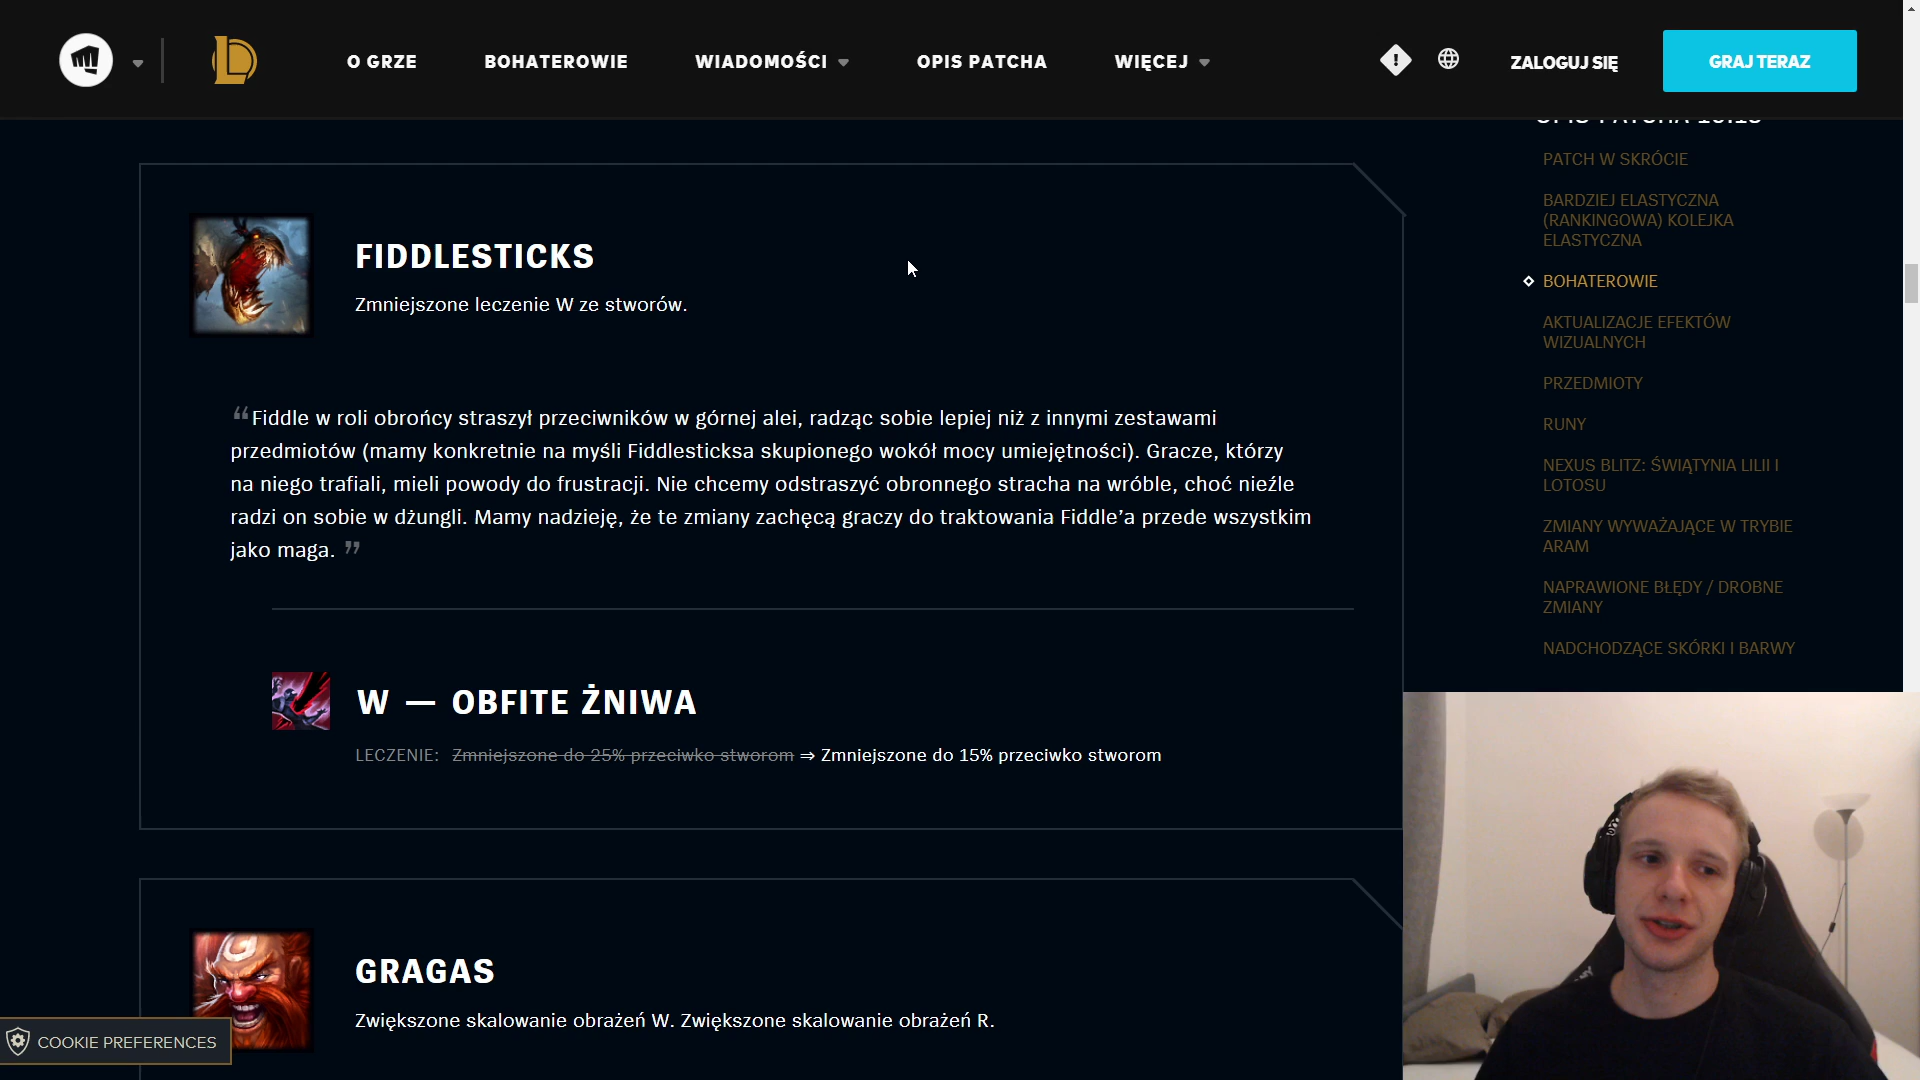 O GRZE
BOHATEROWIE
WIADOMOŚCI
OPIS PATCHA
WIĘCEJ
ZALOGUJ SIĘ
GRAJ TERAZ
FIDDLESTICKS
Zmniejszone leczenie W ze stworów.
“Fiddle w roli obrońcy straszył przeciwników w górnej alei, radząc sobie lepiej niż z innymi zestawami
przedmiotów (mamy konkretnie na myśli Fiddlesticksa skupionego wokół mocy umiejętności). Gracze, którzy
na niego trafiali, mieli powody do frustracji. Nie chcemy odstraszyć obronnego stracha na wróble, choć nieźle
radzi on sobie w dżungli. Mamy nadzieję, że te zmiany zachęcą graczy do traktowania Fiddle’a przede wszystkim
jako maga. ”
W — OBFITE ŻNIWA
LECZENIE: Zmniejszone do 25% przeciwko stworom ⇒ Zmniejszone do 15% przeciwko stworom
GRAGAS
Zwiększone skalowanie obrażeń W. Zwiększone skalowanie obrażeń R.
COOKIE PREFERENCES
OPIS PATCHA
PATCH W SKRÓCIE
BARDZIEJ ELASTYCZNA
(RANKINGOWA) KOLEJKA
ELASTYCZNA
BOHATEROWIE
AKTUALIZACJE EFEKTÓW
WIZUALNYCH
PRZEDMIOTY
RUNY
NEXUS BLITZ: ŚWIĄTYNIA LILII I
LOTOSU
ZMIANY WYWAŻAJĄCE W TRYBIE
ARAM
NAPRAWIONE BŁĘDY / DROBNE
ZMIANY
NADCHODZĄCE SKÓRKI I BARWY